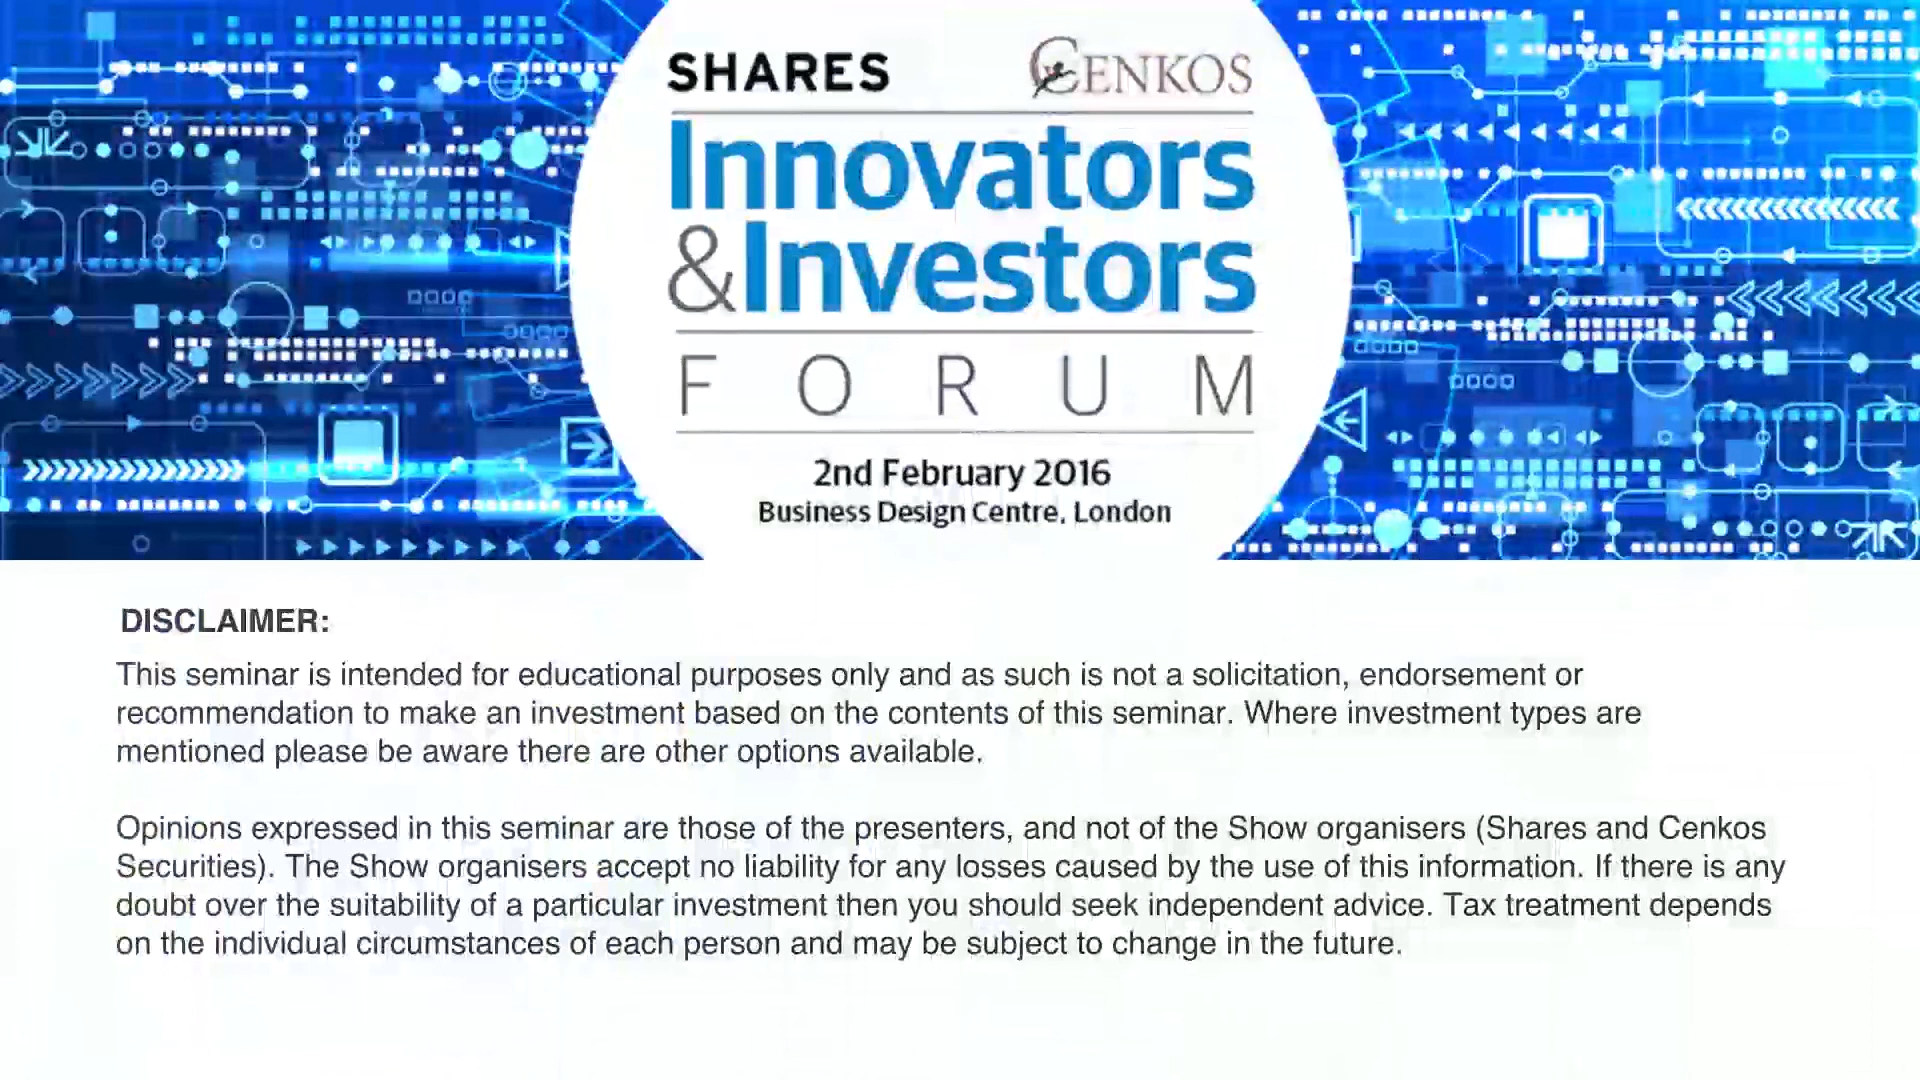 SHARES CENKOS
Innovators
&Investors
FORUM
2nd February 2016
Business Design Centre, London
DISCLAIMER:
This seminar is intended for educational purposes only and as such is not a solicitation, endorsement or
recommendation to make an investment based on the contents of this seminar. Where investment types are
mentioned please be aware there are other options available.
Opinions expressed in this seminar are those of the presenters, and not of the Show organisers (Shares and Cenkos
Securities). The Show organisers accept no liability for any losses caused by the use of this information. If there is any
doubt over the suitability of a particular investment then you should seek independent advice. Tax treatment depends
on the individual circumstances of each person and may be subject to change in the future.